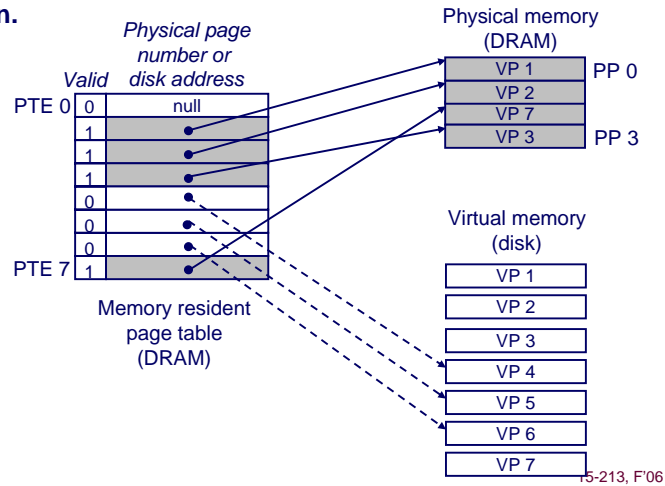 n.
Physical page
number or
disk address
Valid
PTE 0
0
null
1
1
1
0
0
0
PTE 7
1
Memory resident
page table
(DRAM)
Physical memory
(DRAM)
VP 1
PP 0
VP 2
VP 7
VP 3
PP 3
Virtual memory
(disk)
VP 1
VP 2
VP 3
VP 4
VP 5
VP 6
VP 7
15-213, F'06